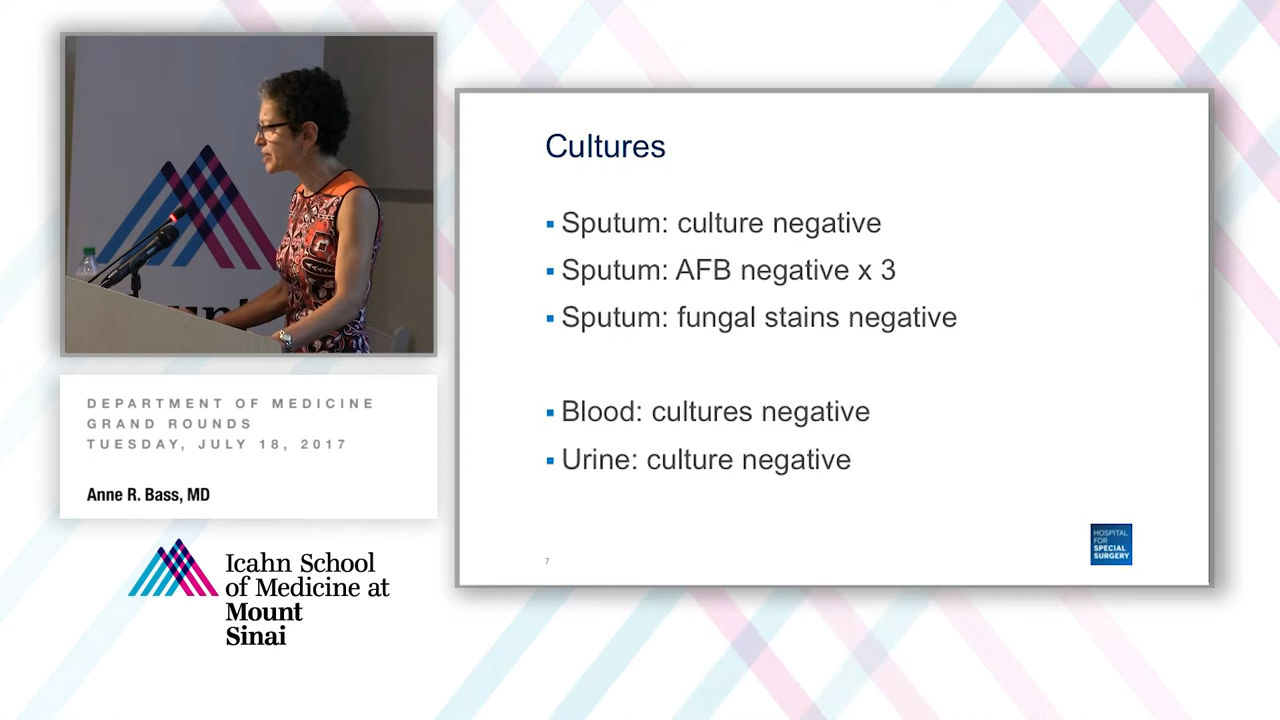 Cultures
Sputum: culture negative
Sputum: AFB negative x 3
Sputum: fungal stains negative
Blood: cultures negative
Urine: culture negative
7
HOSPITAL
FOR
SPECIAL
SURGERY
DEPARTMENT OF MEDICINE
GRAND ROUNDS
TUESDAY, JULY 18, 2017
Anne R. Bass, MD
Icahn School
of Medicine at
Mount
Sinai